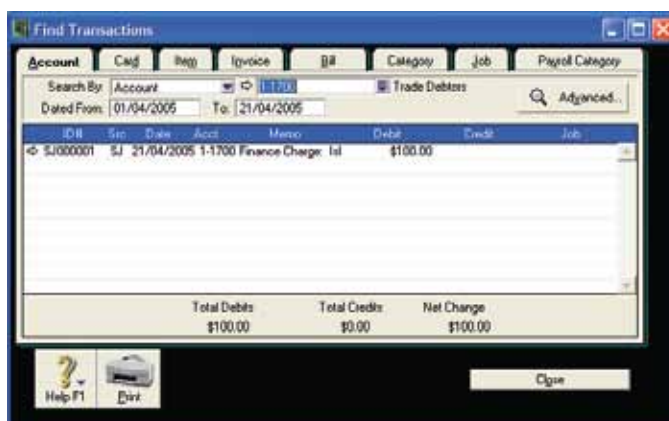 Find Transactions
Account Card Item Invoice Bill Category Job Payroll Category
Search By: Account 1-1700 Trade Debtors
Advanced...
Dated From: 01/04/2005 To: 21/04/2005
ID# Src Date Acct Memo Debit Credit Job
SJ000001 SJ 21/04/2005 1-1700 Finance Charge: $100.00
Total Debits Total Credits Net Change
$100.00 $0.00 $100.00
Help F1 Print Close